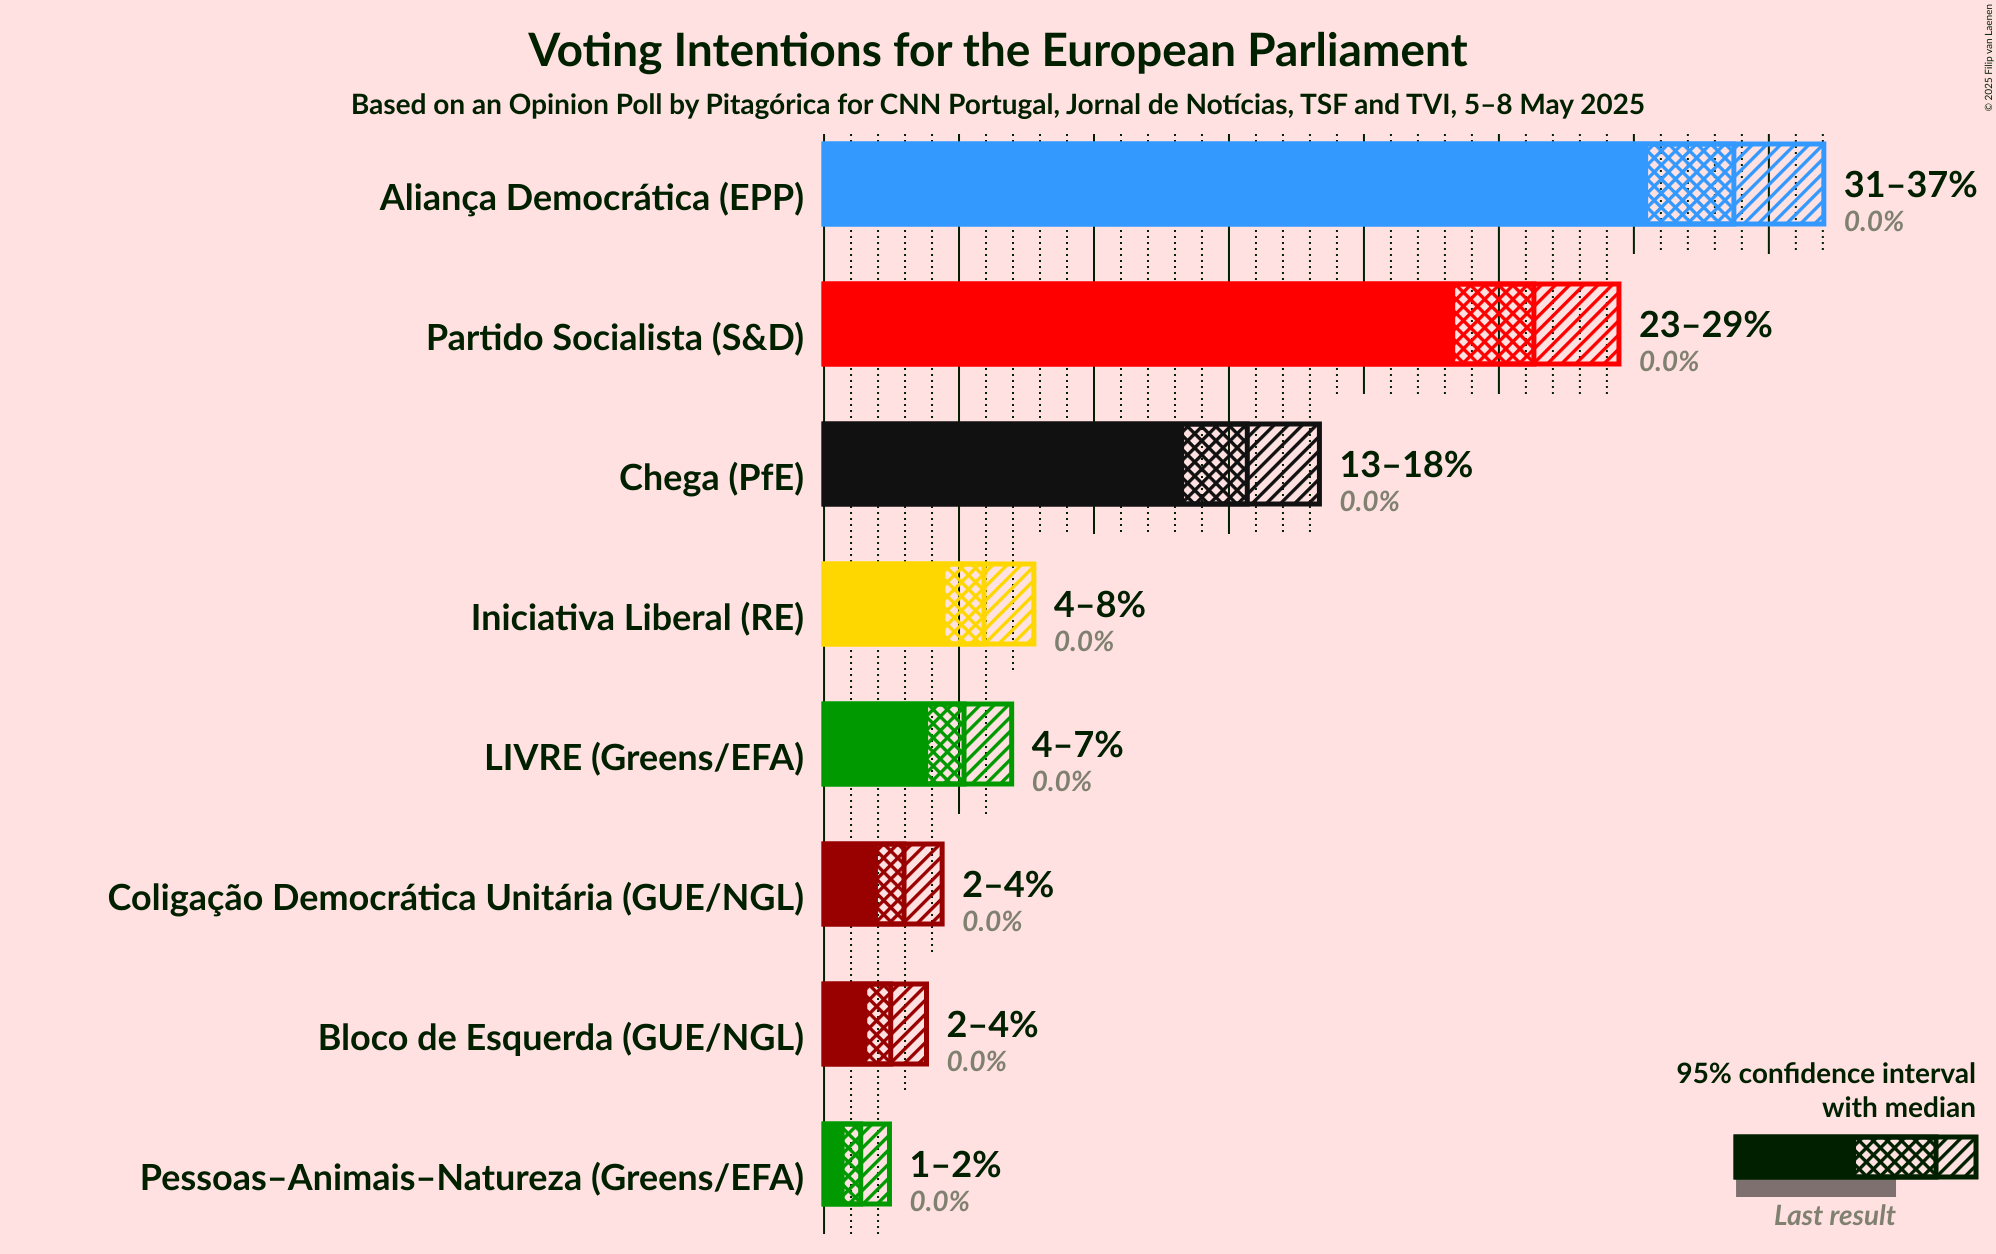 Voting Intentions for the European Parliament
Based on an Opinion Poll by Pitagórica for CNN Portugal, Jornal de Notícias, TSF and TVI, 5–8 May 2025
© 2025 Filip van Laenen
Aliança Democrática (EPP)
31–37%
0.0%
Partido Socialista (S&D)
23–29%
0.0%
Chega (PfE)
13–18%
0.0%
Iniciativa Liberal (RE)
4–8%
0.0%
LIVRE (Greens/EFA)
4–7%
0.0%
Coligação Democrática Unitária (GUE/NGL)
2–4%
0.0%
Bloco de Esquerda (GUE/NGL)
2–4%
0.0%
Pessoas–Animais–Natureza (Greens/EFA)
1–2%
0.0%
95% confidence interval
with median
Last result